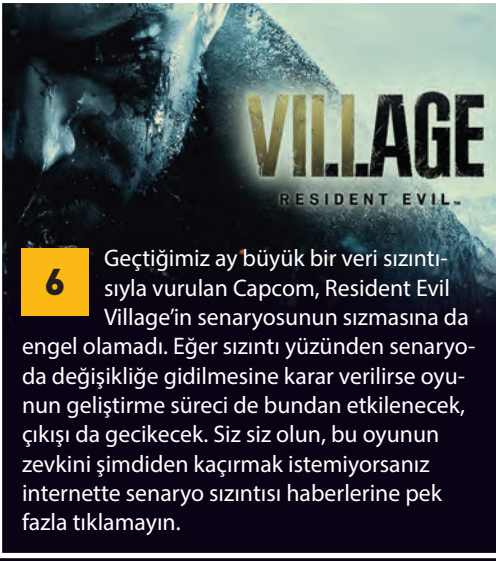 VILLAGE
RESIDENT EVIL™
6
Geçtiğimiz ay büyük bir veri sızıntı-
sıyla vurulan Capcom, Resident Evil
Village’in senaryosunun sızmasına da
engel olamadı. Eğer sızıntı yüzünden senaryo-
da değişikliğe gidilmesine karar verilirse oyu-
nun geliştirme süreci de bundan etkilenecek,
çıkışı da gecikecek. Siz siz olun, bu oyunun
zevkini şimdiden kaçırmak istemiyorsanız
internette senaryo sızıntısı haberlerine pek
fazla tıklamayın.